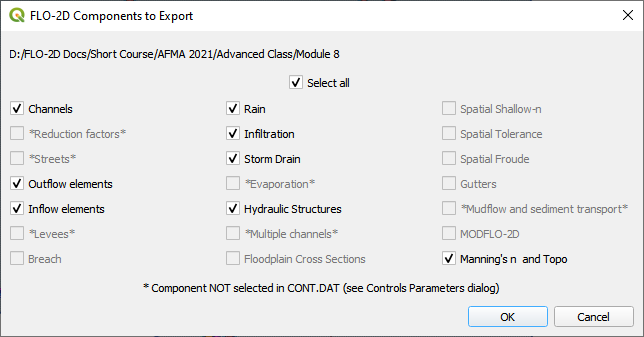 FLO-2D Components to Export
D:/FLO-2D Docs/Short Course/AFMA 2021/Advanced Class/Module 8
Select all
Channels Rain Spatial Shallow-n
*Reduction factors* Infiltration Spatial Tolerance
*Streets* Storm Drain Spatial Froude
Outflow elements *Evaporation* Gutters
Inflow elements Hydraulic Structures *Mudflow and sediment transport*
*Levees* *Multiple channels* MODFLO-2D
Breach Floodplain Cross Sections Manning's n and Topo
* Component NOT selected in CONT.DAT (see Controls Parameters dialog)
OK Cancel